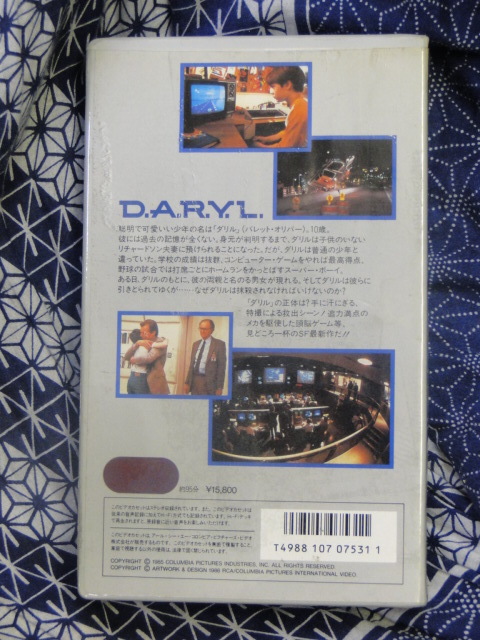 D.A.R.Y.L.
聡明で可愛いい少年の名は「ダリル」(バレット・オリバー)、10歳。
彼には過去の記憶が全くない。身元が判明するまで、ダリルは子供のいない
リチャードソン夫妻に預けられることになった。だが、ダリルは普通の少年と
違っていた。学校の成績は抜群、コンピューター・ゲームをやれば最高得点、
野球の試合では打席ごとにホームランをかっとばすスーパー・ボーイ。
ある日、ダリルのもとに、彼の両親と名のる男女が現れる。そしてダリルは彼らに
引きとられてゆくが……なぜダリルは抹殺されなければいけないのか?
「ダリル」の正体は?手に汗にぎる、
特撮による救出シーン!迫力満点の
メカを駆使した頭脳ゲーム等、
見どころ一杯のSF最新作だ!!
約95分 ¥15,800
T4988 107 07531 1
COPYRIGHT © 1985 COLUMBIA PICTURES INDUSTRIES, INC. ALL RIGHTS RESERVED.
COPYRIGHT © ARTWORK & DESIGN 1986 RCA/COLUMBIA PICTURES INTERNATIONAL VIDEO.